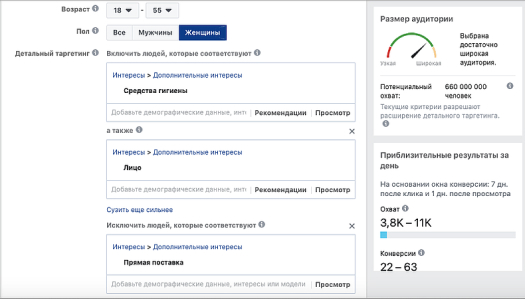 Возраст 18 - 55
Пол Все Мужчины Женщины
Детальный таргетинг Включить людей, которые соответствуют
Интересы > Дополнительные интересы
Средства гигиены
Добавьте демографические данные, инте Рекомендации Просмотр
а также
Интересы > Дополнительные интересы
Лицо
Добавьте демографические данные, инте Рекомендации Просмотр
Сузить еще сильнее
Исключить людей, которые соответствуют
Интересы > Дополнительные интересы
Прямая поставка
Добавьте демографические данные, интересы или модели Просмотр
Размер аудитории
Узкая Широкая
Выбрана
достаточно
широкая
аудитория.
Потенциальный 660 000 000
охват: человек
Текущие критерии разрешают
расширение детального таргетинга.
Приблизительные результаты за
день
На основании окна конверсии: 7 дн.
после клика и 1 дн. после просмотра
Охват
3,8K – 11K
Конверсии
22 – 63